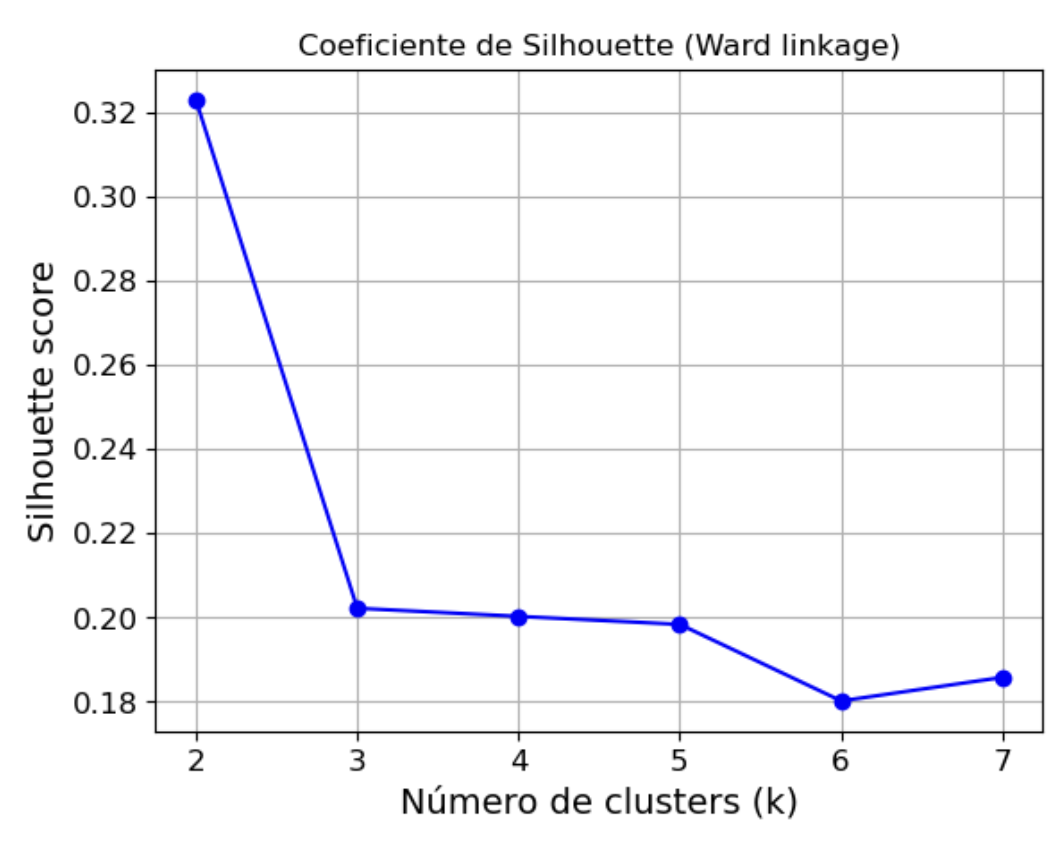 Coeficiente de Silhouette (Ward linkage)
Silhouette score
0.32
0.30
0.28
0.26
0.24
0.22
0.20
0.18
2 3 4 5 6 7
Número de clusters (k)